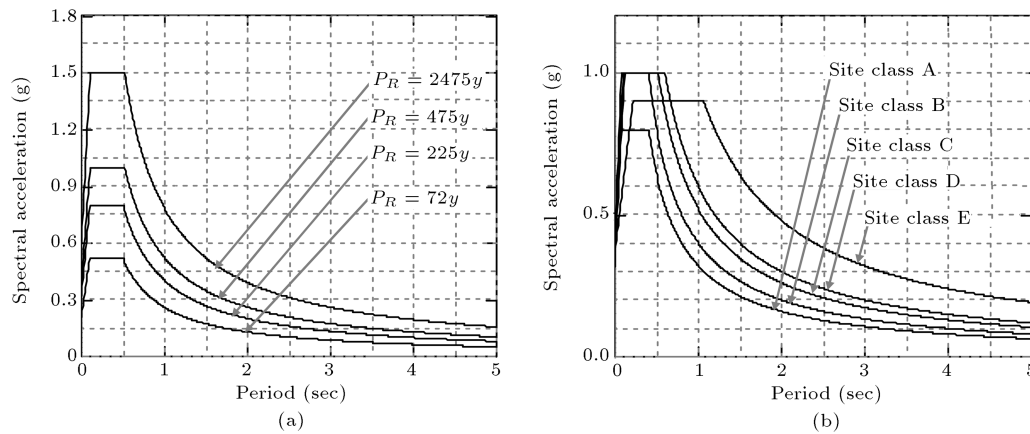 Spectral acceleration (g)
1.8
1.5
1.2
0.9
0.6
0.3
0
P_R = 2475y
P_R = 475y
P_R = 225y
P_R = 72y
0 1 2 3 4 5
Period (sec)
(a)
Spectral acceleration (g)
1.0
0.5
0.0
Site class A
Site class B
Site class C
Site class D
Site class E
0 1 2 3 4 5
Period (sec)
(b)